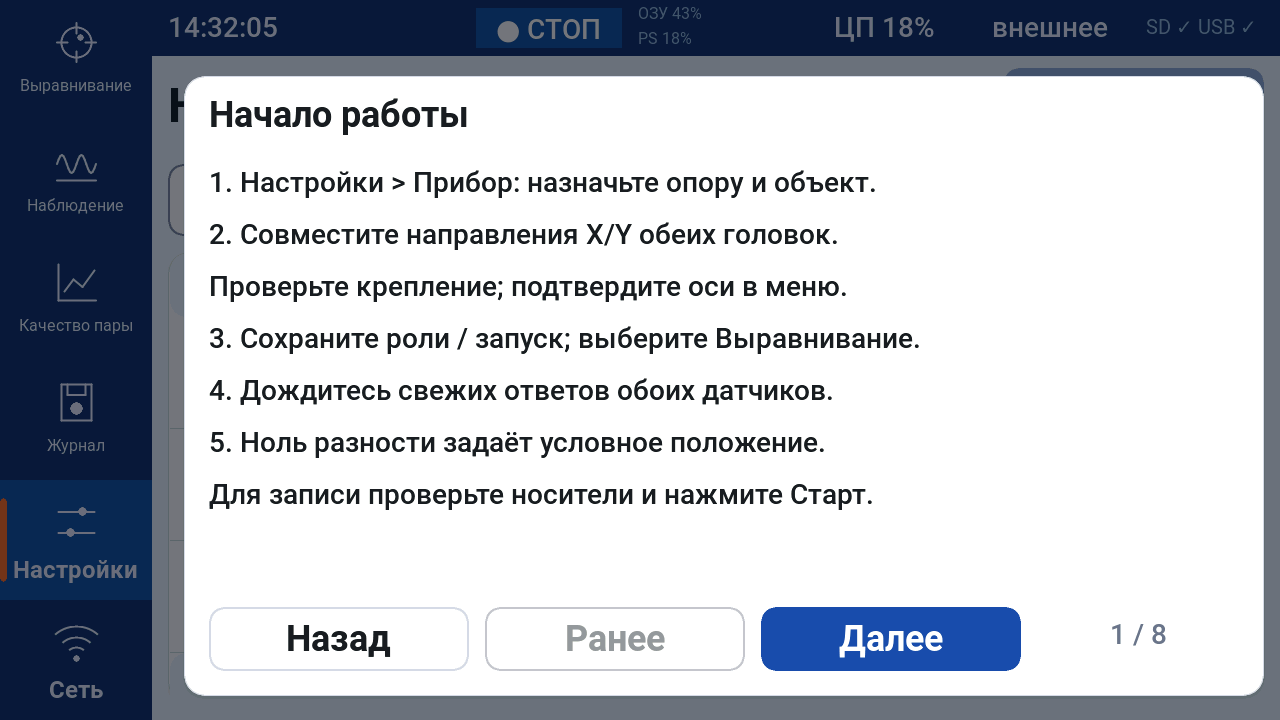 14:32:05
СТОП
ОЗУ 43%
PS 18%
ЦП 18%
внешнее
SD ✓ USB ✓
Выравнивание
Наблюдение
Качество пары
Журнал
Настройки
Сеть
Начало работы
1. Настройки > Прибор: назначьте опору и объект.
2. Совместите направления X/Y обеих головок.
Проверьте крепление; подтвердите оси в меню.
3. Сохраните роли / запуск; выберите Выравнивание.
4. Дождитесь свежих ответов обоих датчиков.
5. Ноль разности задаёт условное положение.
Для записи проверьте носители и нажмите Старт.
Назад
Ранее
Далее
1 / 8